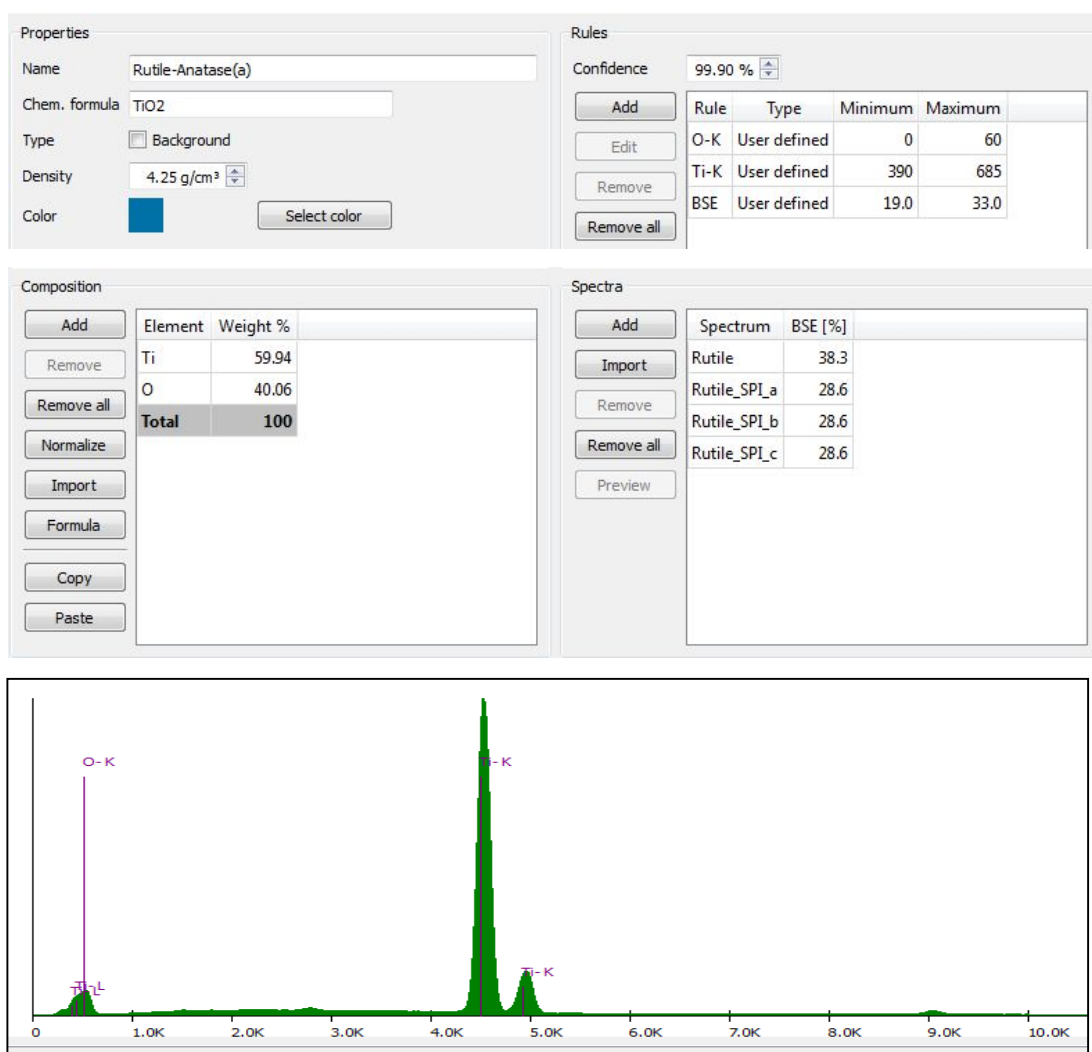 Properties
Name Rutile-Anatase(a)
Chem. formula TiO2
Type Background
Density 4.25 g/cm³
Color Select color
Rules
Confidence 99.90 %
Add
Edit
Remove
Remove all
Rule Type Minimum Maximum
O-K User defined 0 60
Ti-K User defined 390 685
BSE User defined 19.0 33.0
Composition
Add
Remove
Remove all
Normalize
Import
Formula
Copy
Paste
Element Weight %
Ti 59.94
O 40.06
Total 100
Spectra
Add
Import
Remove
Remove all
Preview
Spectrum BSE [%]
Rutile 38.3
Rutile_SPI_a 28.6
Rutile_SPI_b 28.6
Rutile_SPI_c 28.6
O-K
Ti-K
Ti-K
Ti-L
0 1.0K 2.0K 3.0K 4.0K 5.0K 6.0K 7.0K 8.0K 9.0K 10.0K